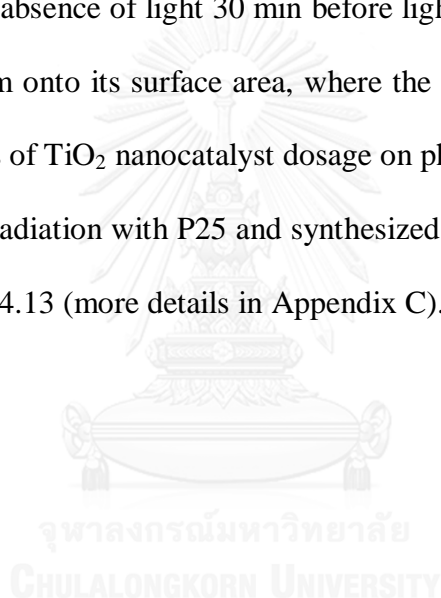 absence of light 30 min before ligh
m onto its surface area, where the
s of TiO₂ nanocatalyst dosage on ph
adiation with P25 and synthesized
4.13 (more details in Appendix C).
จุฬาลงกรณ์มหาวิทยาลัย
CHULALONGKORN UNIVERSITY